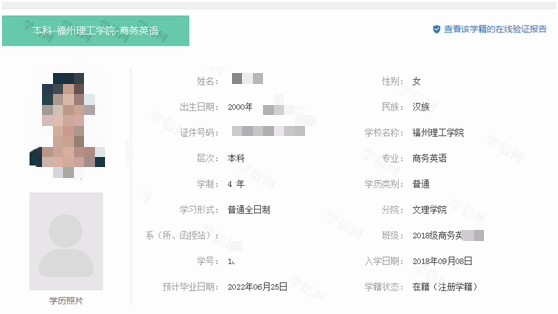 本科-福州理工学院-商务英语
查看该学籍的在线验证报告
姓名：
性别： 女
出生日期： 2000年
民族： 汉族
证件号码：
学校名称： 福州理工学院
层次： 本科
专业： 商务英语
学制： 4 年
学历类别： 普通
学习形式： 普通全日制
分院： 文理学院
系（所、函授站）：
班级： 2018级商务英
学号： 1
入学日期： 2018年09月08日
预计毕业日期： 2022年06月25日
学籍状态： 在籍（注册学籍）
学历照片
学信网